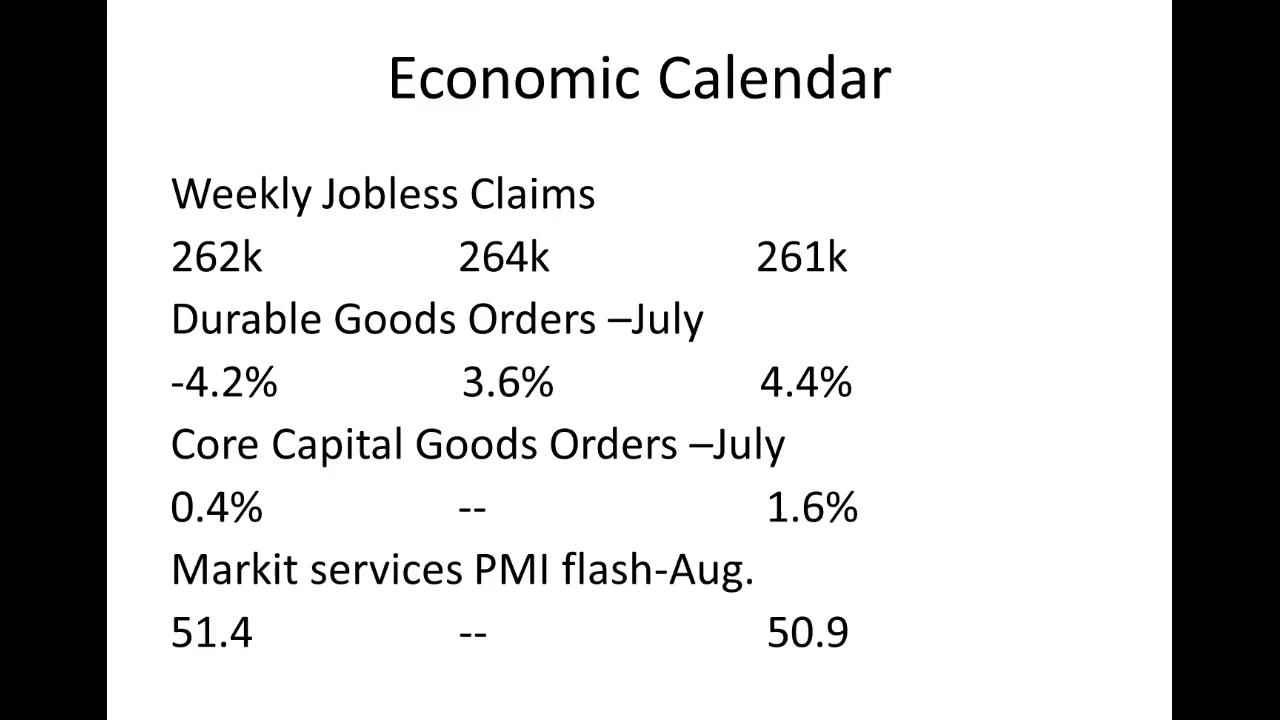 Economic Calendar
Weekly Jobless Claims
262k 264k 261k
Durable Goods Orders –July
-4.2% 3.6% 4.4%
Core Capital Goods Orders –July
0.4% -- 1.6%
Markit services PMI flash-Aug.
51.4 -- 50.9